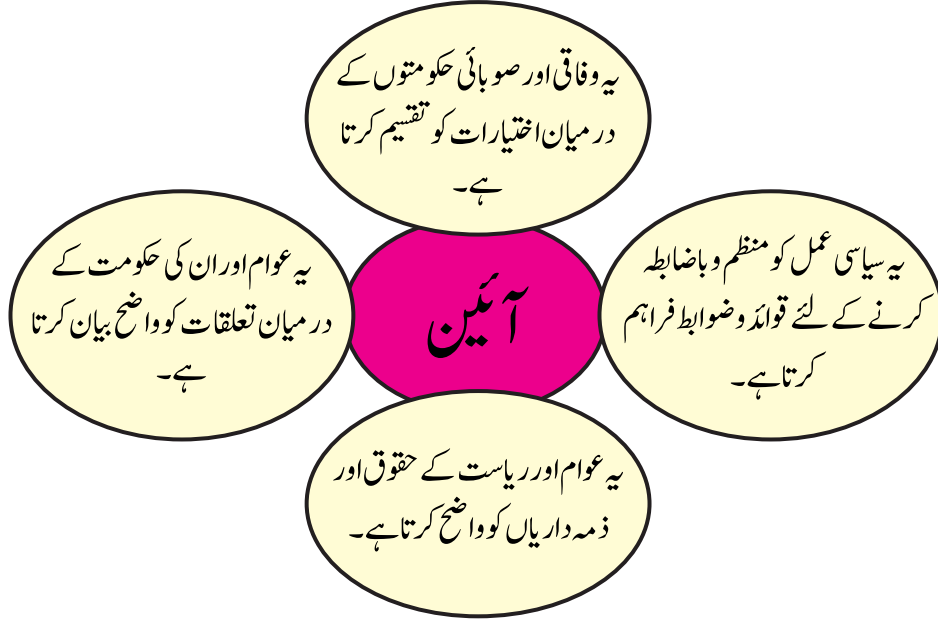 یہ وفاقی اور صوبائی حکومتوں کے
درمیان اختیارات کو تقسیم کرتا
ہے۔
یہ سیاسی عمل کو منظم و باضابطہ
کرنے کے لئے قوائد و ضوابط فراہم
کرتا ہے۔
آئین
یہ عوام اور ان کی حکومت کے
درمیان تعلقات کو واضح بیان کرتا
ہے۔
یہ عوام اور ریاست کے حقوق اور
ذمہ داریاں کو واضح کرتا ہے۔